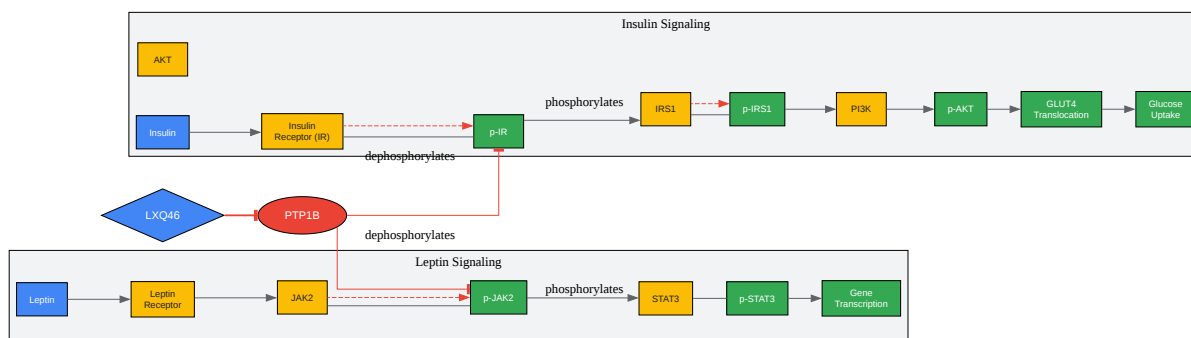 Insulin Signaling
AKT
Insulin
Insulin
Receptor (IR)
p-IR
phosphorylates
IRS1
p-IRS1
PI3K
p-AKT
GLUT4
Translocation
Glucose
Uptake
dephosphorylates
LXQ46
PTP1B
dephosphorylates
Leptin Signaling
Leptin
Leptin
Receptor
JAK2
p-JAK2
phosphorylates
STAT3
p-STAT3
Gene
Transcription